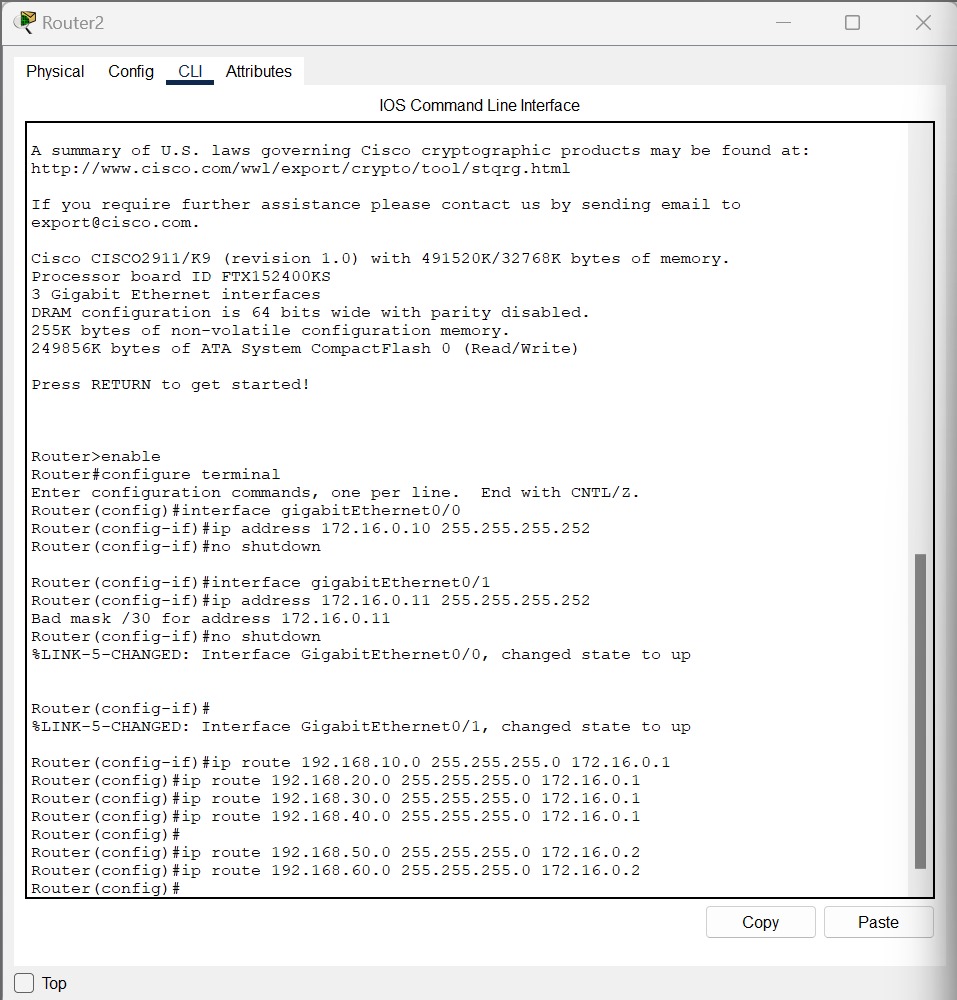 Router2
Physical Config CLI Attributes
IOS Command Line Interface
A summary of U.S. laws governing Cisco cryptographic products may be found at:
http://www.cisco.com/wwl/export/crypto/tool/stqrg.html
If you require further assistance please contact us by sending email to
export@cisco.com.
Cisco CISCO2911/K9 (revision 1.0) with 491520K/32768K bytes of memory.
Processor board ID FTX152400KS
3 Gigabit Ethernet interfaces
DRAM configuration is 64 bits wide with parity disabled.
255K bytes of non-volatile configuration memory.
249856K bytes of ATA System CompactFlash 0 (Read/Write)
Press RETURN to get started!
Router>enable
Router#configure terminal
Enter configuration commands, one per line.  End with CNTL/Z.
Router(config)#interface gigabitEthernet0/0
Router(config-if)#ip address 172.16.0.10 255.255.255.252
Router(config-if)#no shutdown
Router(config-if)#interface gigabitEthernet0/1
Router(config-if)#ip address 172.16.0.11 255.255.255.252
Bad mask /30 for address 172.16.0.11
Router(config-if)#no shutdown
%LINK-5-CHANGED: Interface GigabitEthernet0/0, changed state to up
Router(config-if)#
%LINK-5-CHANGED: Interface GigabitEthernet0/1, changed state to up
Router(config-if)#ip route 192.168.10.0 255.255.255.0 172.16.0.1
Router(config)#ip route 192.168.20.0 255.255.255.0 172.16.0.1
Router(config)#ip route 192.168.30.0 255.255.255.0 172.16.0.1
Router(config)#ip route 192.168.40.0 255.255.255.0 172.16.0.1
Router(config)#
Router(config)#ip route 192.168.50.0 255.255.255.0 172.16.0.2
Router(config)#ip route 192.168.60.0 255.255.255.0 172.16.0.2
Router(config)#
Copy Paste
Top